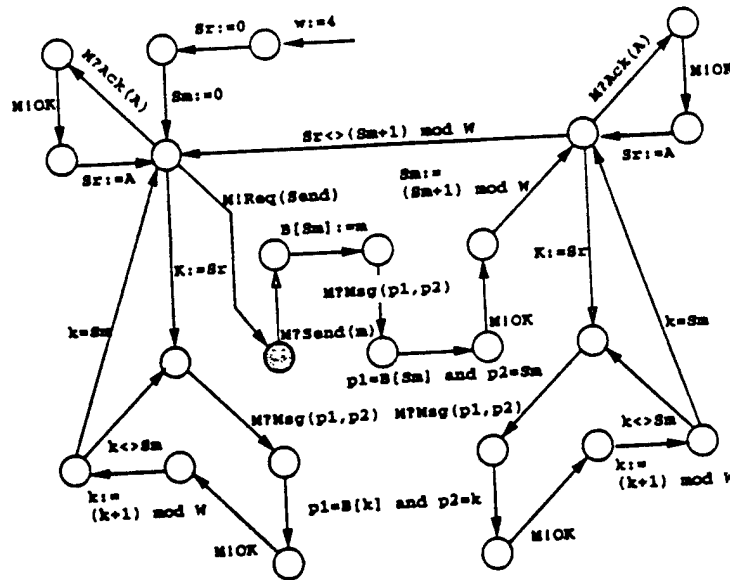 Sr:=0
w:=4
M?Ack(A)
M!OK
Sm:=0
Sr:=A
Sr<>(Sm+1) mod W
M?Ack(A)
M!OK
Sr:=A
M!Req(Send)
Sm:=
(Sm+1) mod W
B[Sm]:=m
K:=Sr
M?Msg(p1,p2)
K:=Sr
k=Sm
M?Send(m)
M!OK
k=Sm
p1=B[Sm] and p2=Sm
M?Msg(p1,p2)
M?Msg(p1,p2)
k<>Sm
k<>Sm
k:=
(k+1) mod W
p1=B[k] and p2=k
k:=
(k+1) mod W
M!OK
M!OK